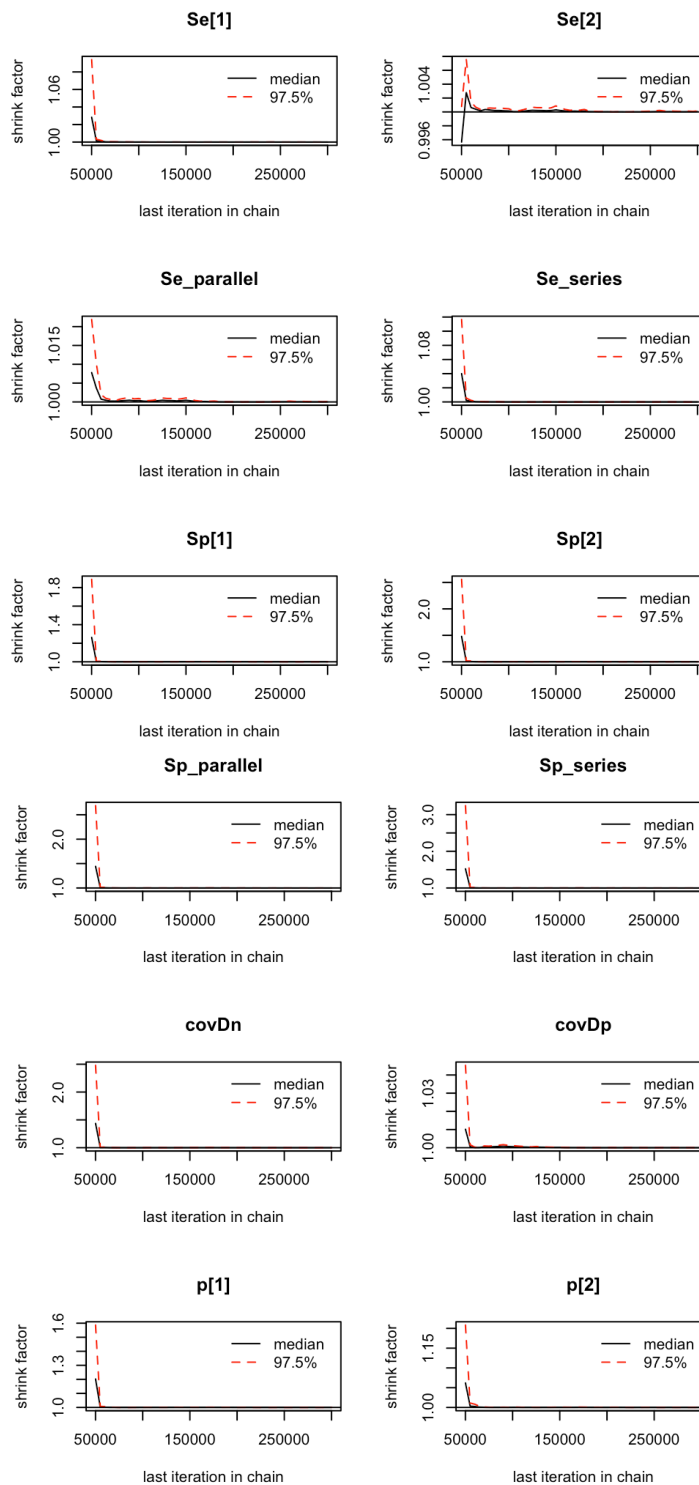 Se[1]
shrink factor
1.00 1.06
median
97.5%
50000 150000 250000
last iteration in chain
Se[2]
shrink factor
0.996 1.004
median
97.5%
50000 150000 250000
last iteration in chain
Se_parallel
shrink factor
1.000 1.015
median
97.5%
50000 150000 250000
last iteration in chain
Se_series
shrink factor
1.00 1.08
median
97.5%
50000 150000 250000
last iteration in chain
Sp[1]
shrink factor
1.0 1.4 1.8
median
97.5%
50000 150000 250000
last iteration in chain
Sp[2]
shrink factor
1.0 2.0
median
97.5%
50000 150000 250000
last iteration in chain
Sp_parallel
shrink factor
1.0 2.0
median
97.5%
50000 150000 250000
last iteration in chain
Sp_series
shrink factor
1.0 2.0 3.0
median
97.5%
50000 150000 250000
last iteration in chain
covDn
shrink factor
1.0 2.0
median
97.5%
50000 150000 250000
last iteration in chain
covDp
shrink factor
1.00 1.03
median
97.5%
50000 150000 250000
last iteration in chain
p[1]
shrink factor
1.0 1.3 1.6
median
97.5%
50000 150000 250000
last iteration in chain
p[2]
shrink factor
1.00 1.15
median
97.5%
50000 150000 250000
last iteration in chain